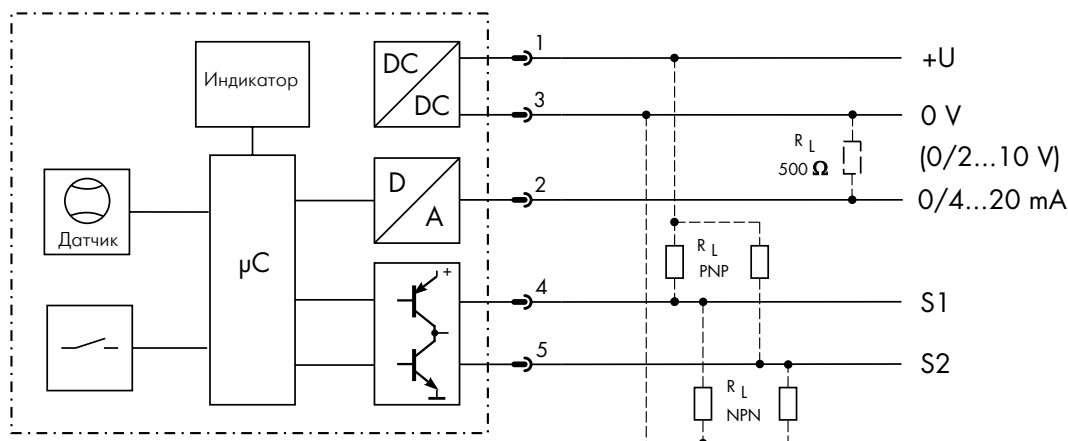 Индикатор
DC
DC
1
+U
3
0 V
R L
500 Ω
(0/2...10 V)
D
A
2
0/4...20 mA
Датчик
µC
R L
PNP
+
4
S1
5
S2
R L
NPN